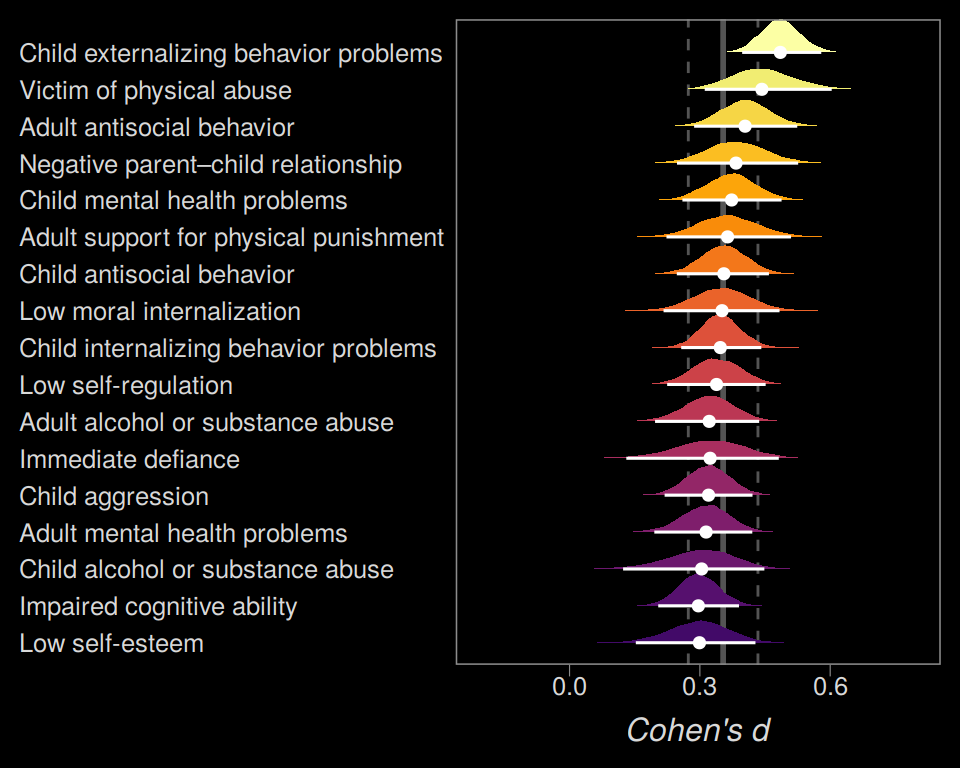 Child externalizing behavior problems
Victim of physical abuse
Adult antisocial behavior
Negative parent–child relationship
Child mental health problems
Adult support for physical punishment
Child antisocial behavior
Low moral internalization
Child internalizing behavior problems
Low self-regulation
Adult alcohol or substance abuse
Immediate defiance
Child aggression
Adult mental health problems
Child alcohol or substance abuse
Impaired cognitive ability
Low self-esteem
0.0 0.3 0.6
Cohen's d